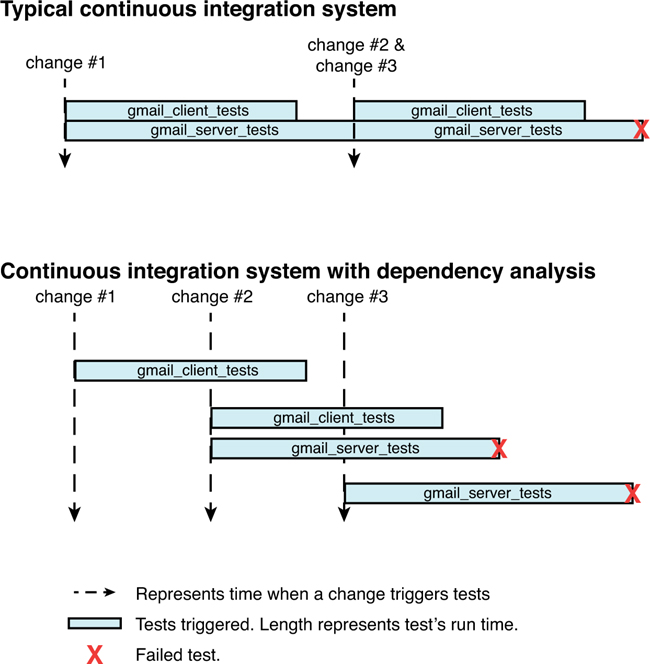 Typical continuous integration system
change #1
change #2 &
change #3
gmail_client_tests
gmail_client_tests
gmail_server_tests
gmail_server_tests
X
Continuous integration system with dependency analysis
change #1
change #2
change #3
gmail_client_tests
gmail_client_tests
gmail_server_tests
X
gmail_server_tests
X
Represents time when a change triggers tests
Tests triggered. Length represents test’s run time.
X
Failed test.